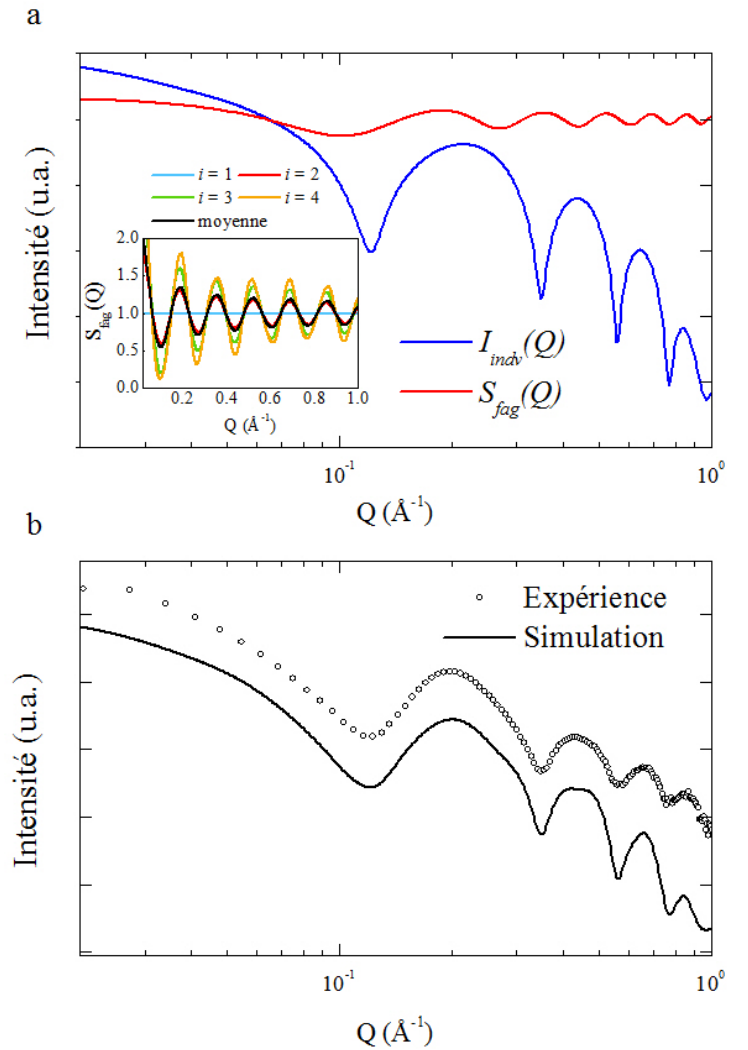 a
Intensité (u.a.)
i = 1 i = 2
i = 3 i = 4
moyenne
2.0
1.5
1.0
0.5
0.0
S_fag(Q)
0.2 0.4 0.6 0.8 1.0
Q (Å⁻¹)
I_indv(Q)
S_fag(Q)
10⁻¹ 10⁰
Q (Å⁻¹)
b
Intensité (u.a.)
Expérience
Simulation
10⁻¹ 10⁰
Q (Å⁻¹)